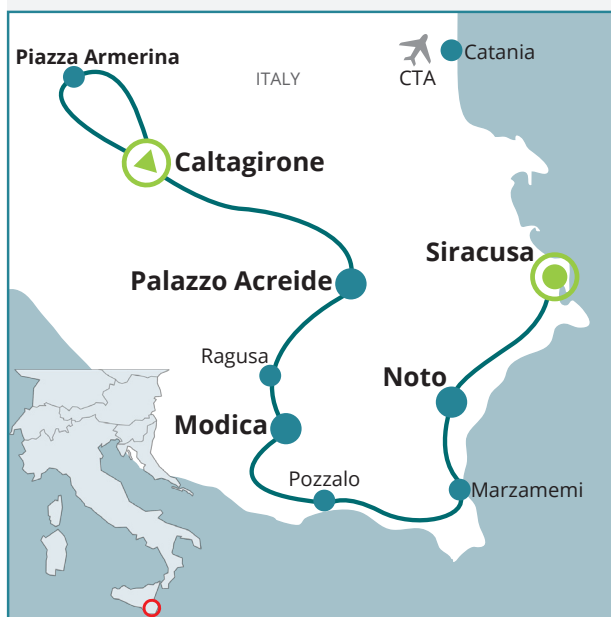 Piazza Armerina
ITALY
CTA
Catania
Caltagirone
Siracusa
Palazzo Acreide
Ragusa
Noto
Modica
Pozzalo
Marzamemi